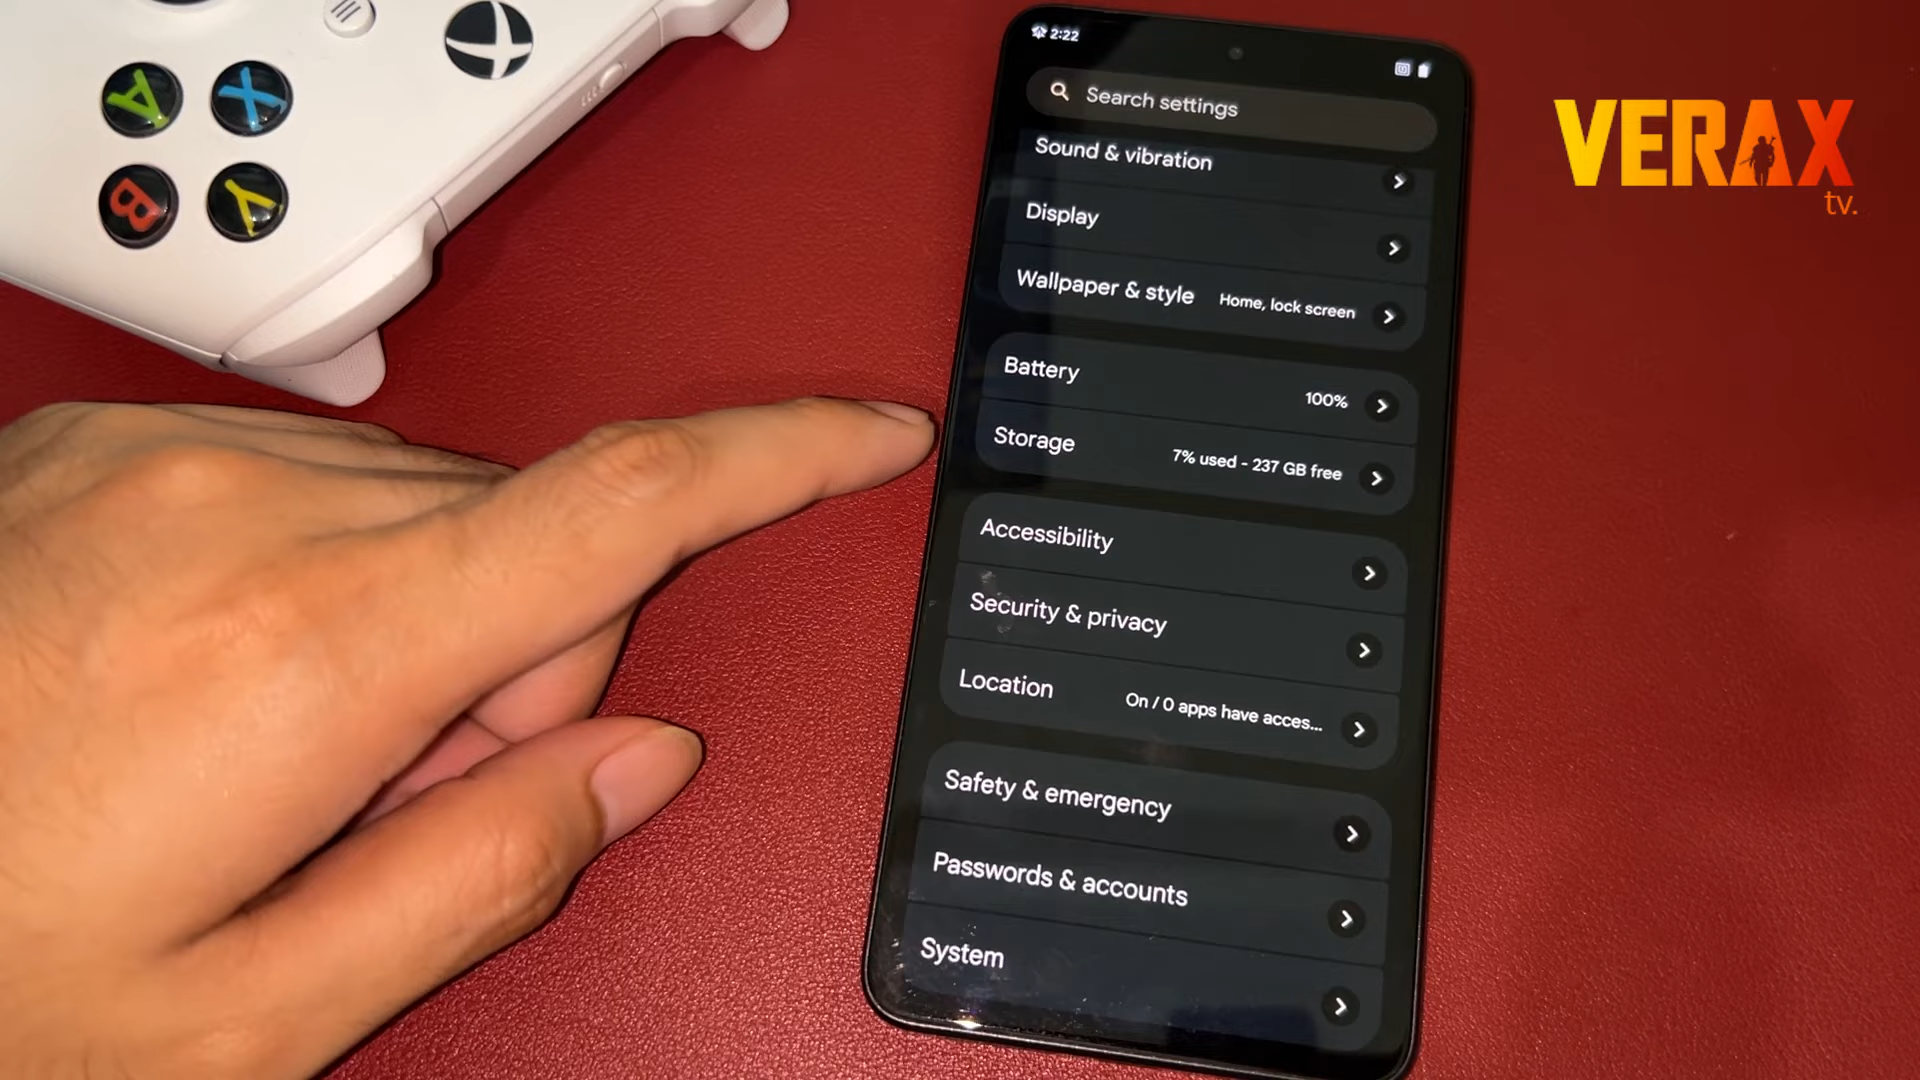 2:22
Search settings
Sound & vibration
Display
Wallpaper & style Home, lock screen
Battery 100%
Storage 7% used - 237 GB free
Accessibility
Security & privacy
Location On / 0 apps have acces...
Safety & emergency
Passwords & accounts
System
VERAX
tv.
A
X
B
Y